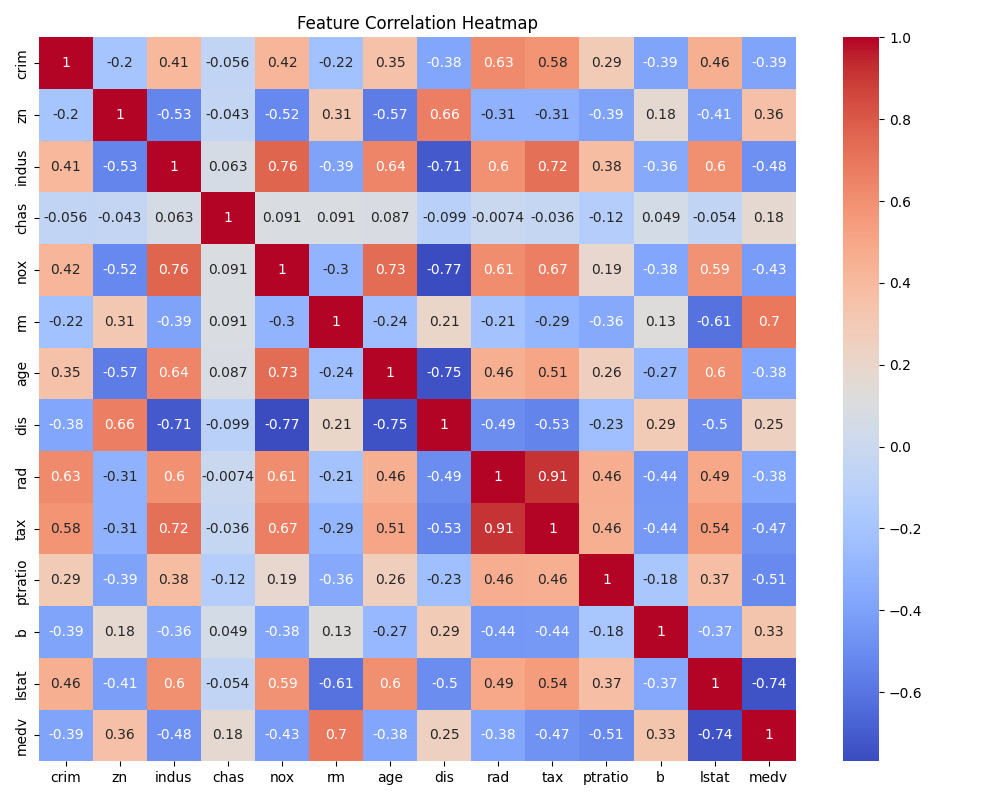 Feature Correlation Heatmap
crim 1 -0.2 0.41 -0.056 0.42 -0.22 0.35 -0.38 0.63 0.58 0.29 -0.39 0.46 -0.39
zn -0.2 1 -0.53 -0.043 -0.52 0.31 -0.57 0.66 -0.31 -0.31 -0.39 0.18 -0.41 0.36
indus 0.41 -0.53 1 0.063 0.76 -0.39 0.64 -0.71 0.6 0.72 0.38 -0.36 0.6 -0.48
chas -0.056 -0.043 0.063 1 0.091 0.091 0.087 -0.099 -0.0074 -0.036 -0.12 0.049 -0.054 0.18
nox 0.42 -0.52 0.76 0.091 1 -0.3 0.73 -0.77 0.61 0.67 0.19 -0.38 0.59 -0.43
rm -0.22 0.31 -0.39 0.091 -0.3 1 -0.24 0.21 -0.21 -0.29 -0.36 0.13 -0.61 0.7
age 0.35 -0.57 0.64 0.087 0.73 -0.24 1 -0.75 0.46 0.51 0.26 -0.27 0.6 -0.38
dis -0.38 0.66 -0.71 -0.099 -0.77 0.21 -0.75 1 -0.49 -0.53 -0.23 0.29 -0.5 0.25
rad 0.63 -0.31 0.6 -0.0074 0.61 -0.21 0.46 -0.49 1 0.91 0.46 -0.44 0.49 -0.38
tax 0.58 -0.31 0.72 -0.036 0.67 -0.29 0.51 -0.53 0.91 1 0.46 -0.44 0.54 -0.47
ptratio 0.29 -0.39 0.38 -0.12 0.19 -0.36 0.26 -0.23 0.46 0.46 1 -0.18 0.37 -0.51
b -0.39 0.18 -0.36 0.049 -0.38 0.13 -0.27 0.29 -0.44 -0.44 -0.18 1 -0.37 0.33
lstat 0.46 -0.41 0.6 -0.054 0.59 -0.61 0.6 -0.5 0.49 0.54 0.37 -0.37 1 -0.74
medv -0.39 0.36 -0.48 0.18 -0.43 0.7 -0.38 0.25 -0.38 -0.47 -0.51 0.33 -0.74 1
crim zn indus chas nox rm age dis rad tax ptratio b lstat medv
1.0
0.8
0.6
0.4
0.2
0.0
−0.2
−0.4
−0.6